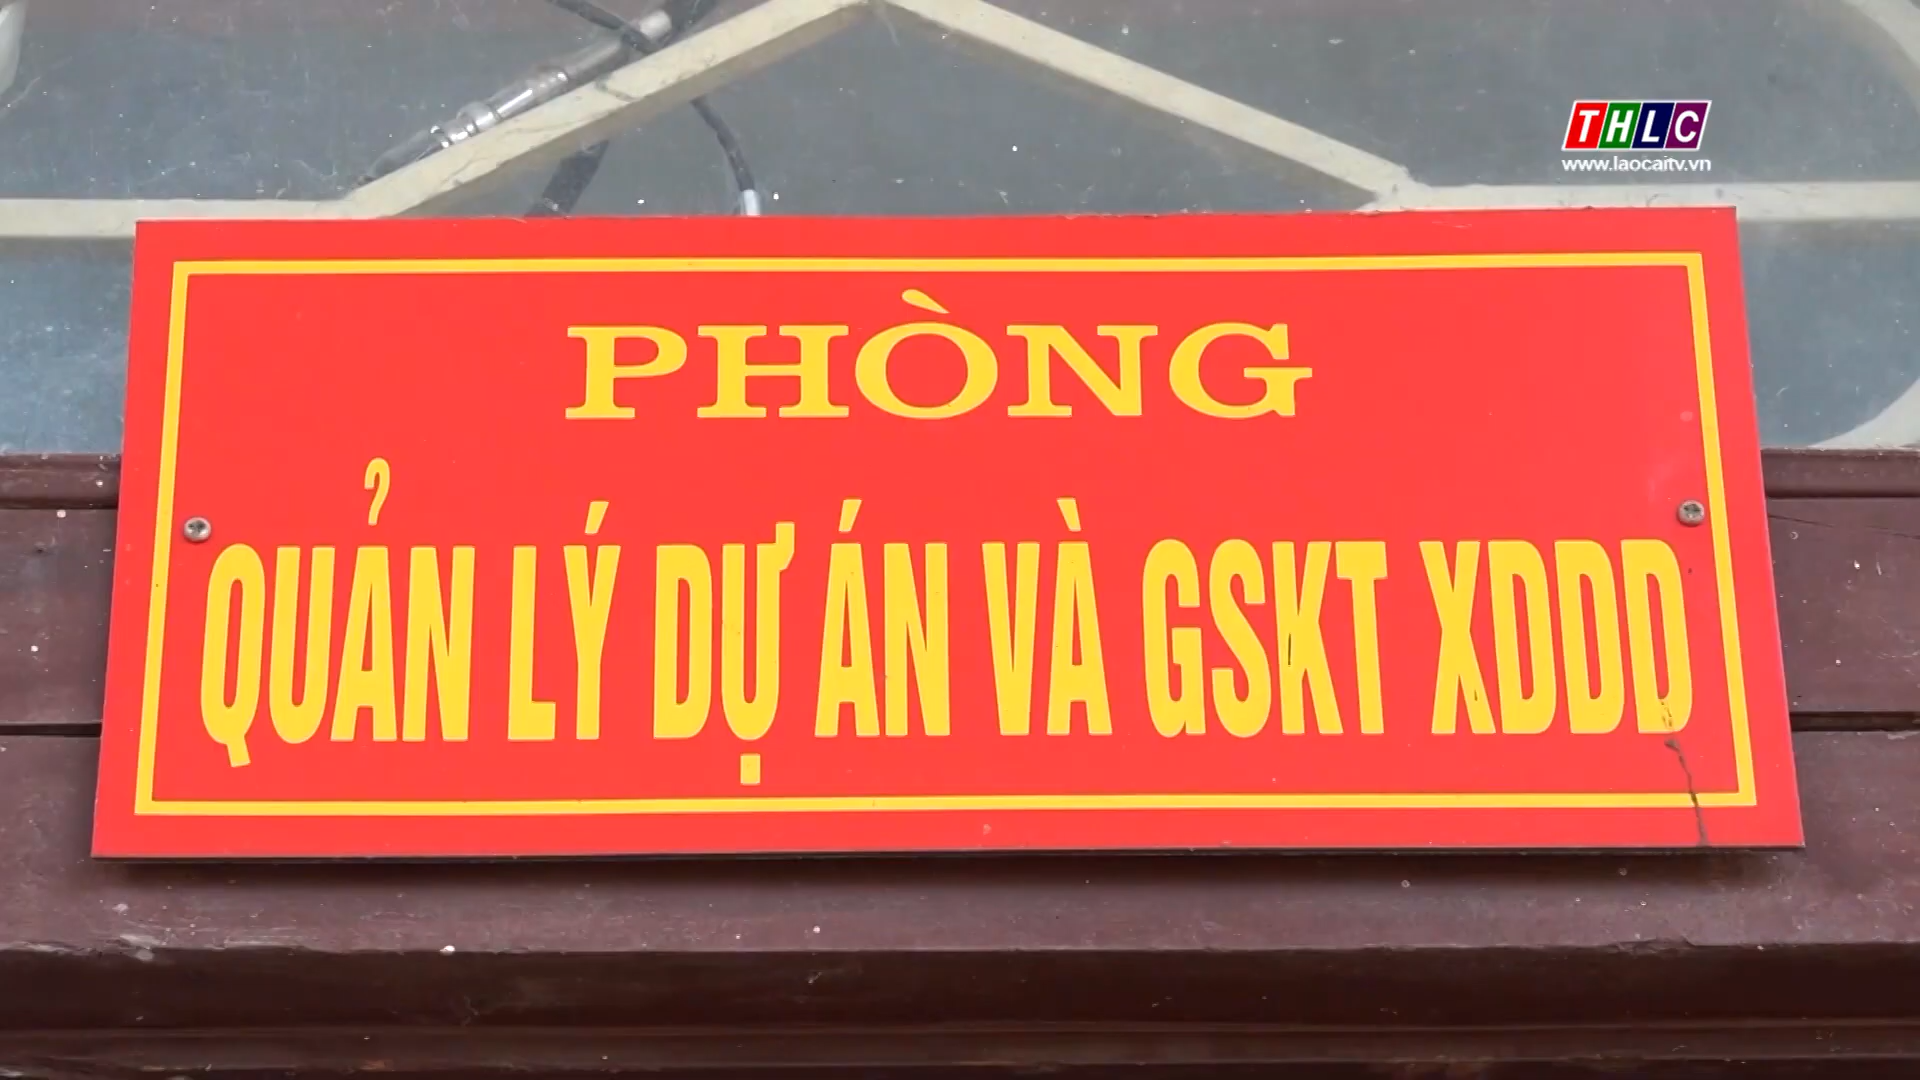 THLC
www.laocaitv.vn
PHÒNG
QUẢN LÝ DỰ ÁN VÀ GSKT XDDD